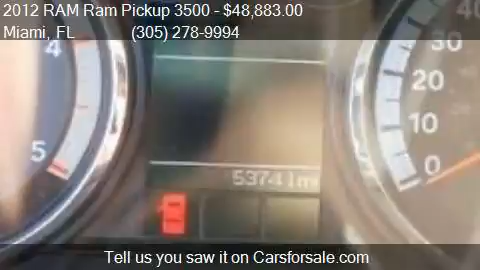 2012 RAM Ram Pickup 3500 - $48,883.00
Miami, FL (305) 278-9994
4
5
40
30
20
10
0
Tell us you saw it on Carsforsale.com